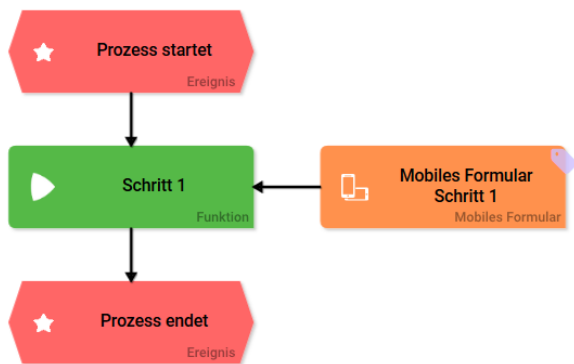 Prozess startet
Ereignis
Schritt 1
Funktion
Mobiles Formular
Schritt 1
Mobiles Formular
Prozess endet
Ereignis